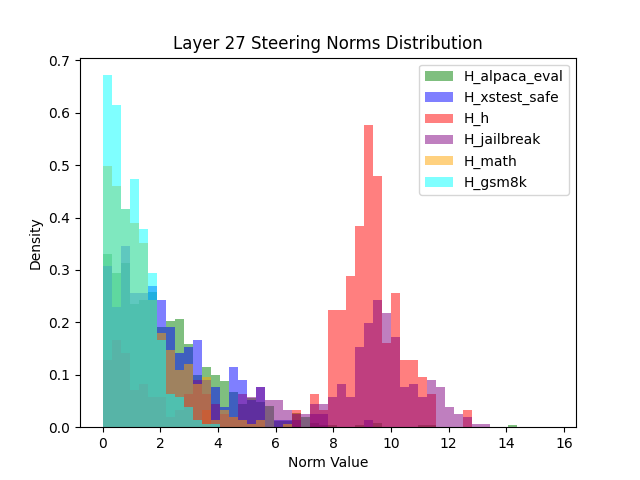 Layer 27 Steering Norms Distribution
0.7
0.6
0.5
0.4
0.3
0.2
0.1
0.0
Density
0 2 4 6 8 10 12 14 16
Norm Value
H_alpaca_eval
H_xstest_safe
H_h
H_jailbreak
H_math
H_gsm8k